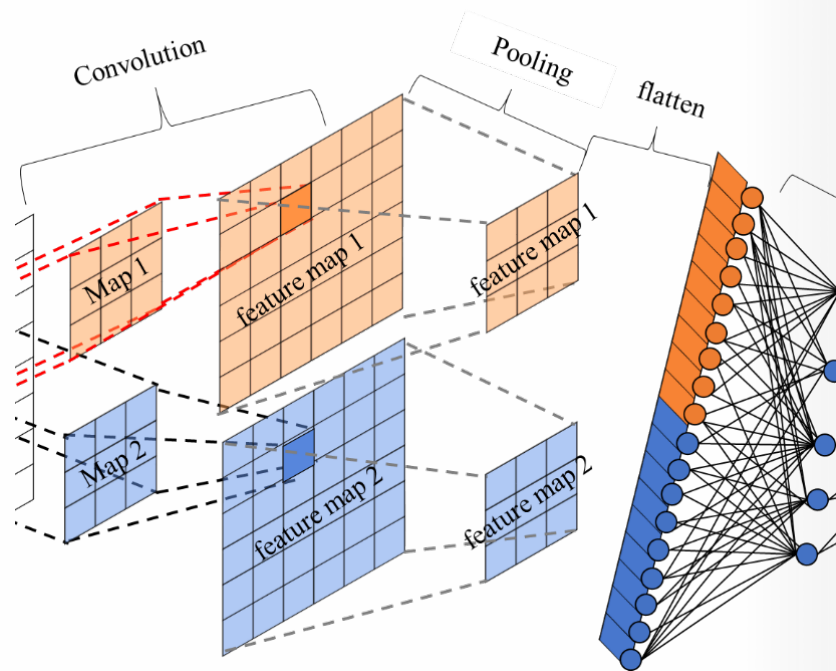 Convolution
Pooling
flatten
Map 1
feature map 1
feature map 1
Map 2
feature map 2
feature map 2